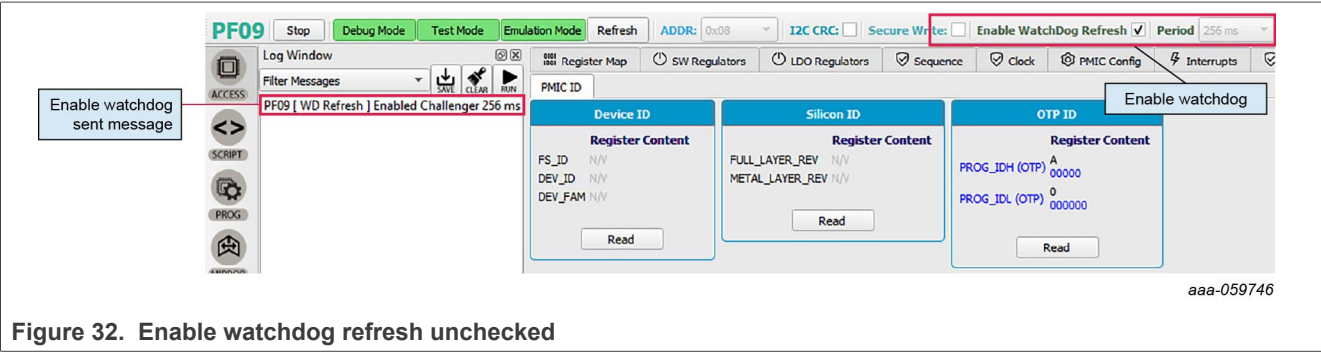 PF09 Stop Debug Mode Test Mode Emulation Mode Refresh ADDR: 0x08 I2C CRC: Secure Write: Enable WatchDog Refresh Period 256 ms
Log Window
Register Map SW Regulators LDO Regulators Sequence Clock PMIC Config Interrupts
Filter Messages
SAVE CLEAR RUN
ACCESS
PMIC ID
Enable watchdog
sent message
PF09 [ WD Refresh ] Enabled Challenger 256 ms
Enable watchdog
Device ID
Register Content
FS_ID N/V
DEV_ID N/V
DEV_FAM N/V
Read
Silicon ID
Register Content
FULL_LAYER_REV N/V
METAL_LAYER_REV N/V
Read
OTP ID
Register Content
PROG_IDH (OTP) A
00000
PROG_IDL (OTP) 0
000000
Read
SCRIPT
PROG
aaa-059746
Figure 32. Enable watchdog refresh unchecked